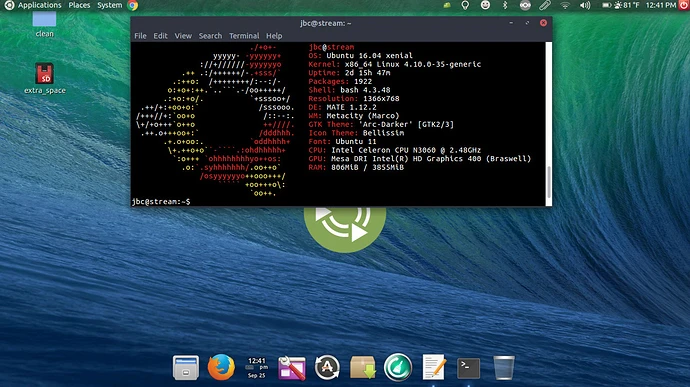 Applications Places System
81°F 12:41 PM
jbc@stream: ~
File Edit View Search Terminal Help
jbc@stream
OS: Ubuntu 16.04 xenial
Kernel: x86_64 Linux 4.10.0-35-generic
Uptime: 2d 15h 47m
Packages: 1922
Shell: bash 4.3.48
Resolution: 1366x768
DE: MATE 1.12.2
WM: Metacity (Marco)
GTK Theme: 'Arc-Darker' [GTK2/3]
Icon Theme: Bellissim
Font: Ubuntu 11
CPU: Intel Celeron CPU N3060 @ 2.48GHz
GPU: Mesa DRI Intel(R) HD Graphics 400 (Braswell)
RAM: 806MiB / 3855MiB
jbc@stream:~$
clean
SD
extra_space
12:41
pm
Sep 25